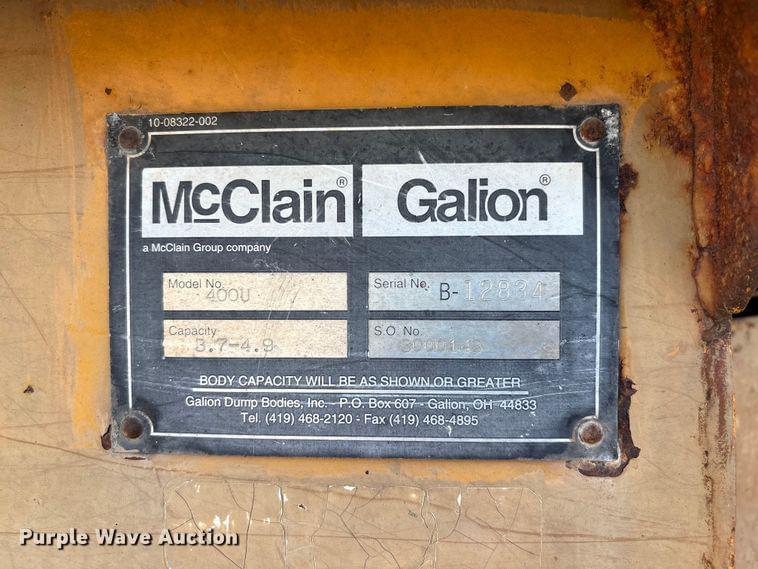 10-08322-002
McClain® Galion®
a McClain Group company
Model No. 400U
Serial No. B-12834
Capacity 3.7-4.9
S.O. No.
BODY CAPACITY WILL BE AS SHOWN OR GREATER
Galion Dump Bodies, Inc. - P.O. Box 607 - Galion, OH 44833
Tel. (419) 468-2120 - Fax (419) 468-4895
Purple Wave Auction